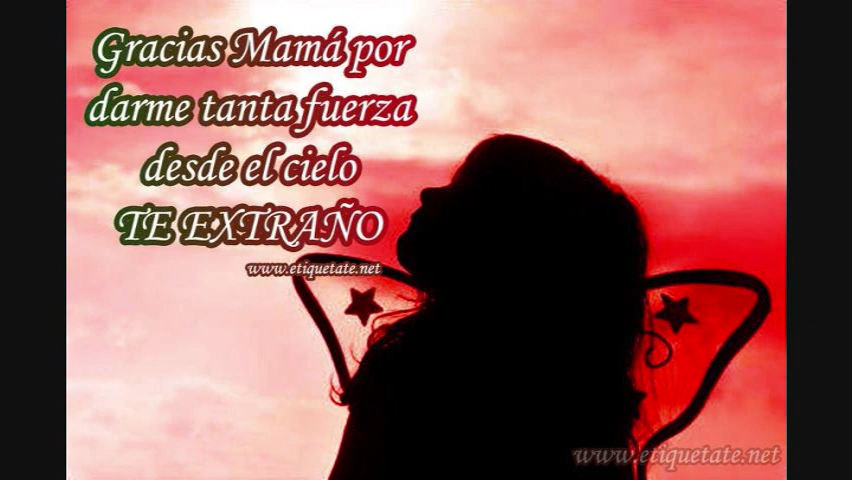 Gracias Mamá por
darme tanta fuerza
desde el cielo
TE EXTRAÑO
www.etiquetate.net
www.etiquetate.net